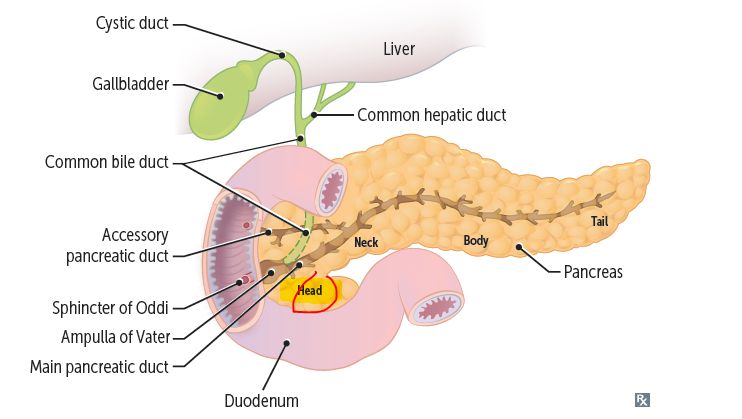 Cystic duct
Liver
Gallbladder
Common hepatic duct
Common bile duct
Accessory
pancreatic duct
Neck
Body
Tail
Pancreas
Head
Sphincter of Oddi
Ampulla of Vater
Main pancreatic duct
Duodenum
Rx